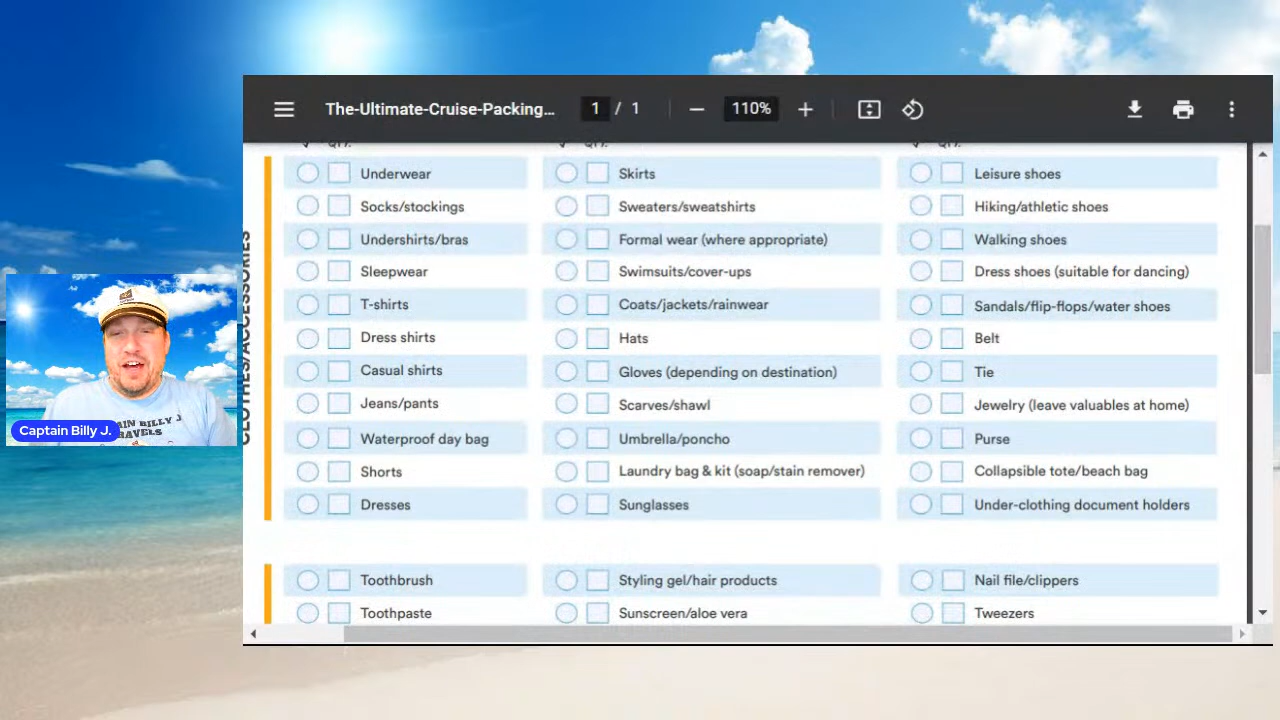 The-Ultimate-Cruise-Packing... 1 / 1 110%
QTY. QTY. QTY.
CLOTHES/ACCESSORIES
Underwear Skirts Leisure shoes
Socks/stockings Sweaters/sweatshirts Hiking/athletic shoes
Undershirts/bras Formal wear (where appropriate) Walking shoes
Sleepwear Swimsuits/cover-ups Dress shoes (suitable for dancing)
T-shirts Coats/jackets/rainwear Sandals/flip-flops/water shoes
Dress shirts Hats Belt
Casual shirts Gloves (depending on destination) Tie
Jeans/pants Scarves/shawl Jewelry (leave valuables at home)
Waterproof day bag Umbrella/poncho Purse
Shorts Laundry bag & kit (soap/stain remover) Collapsible tote/beach bag
Dresses Sunglasses Under-clothing document holders
Toothbrush Styling gel/hair products Nail file/clippers
Toothpaste Sunscreen/aloe vera Tweezers
BILLY J
Captain Billy J.